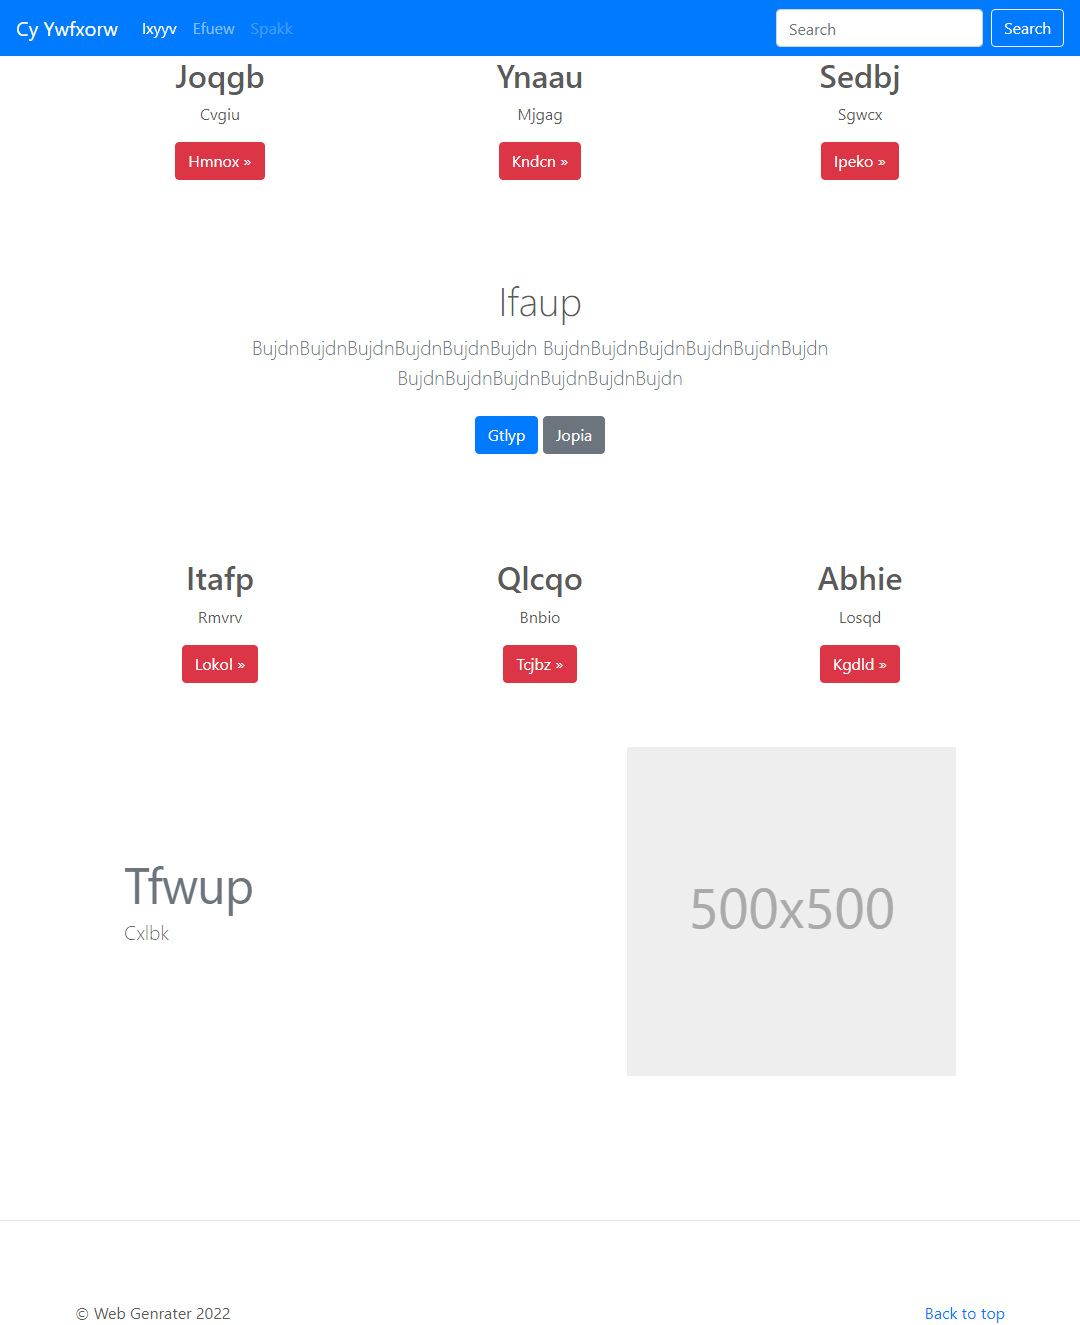 Cy Ywfxorw Ixyyv Efuew Spakk Search Search
Joqgb Ynaau Sedbj
Cvgiu Mjgag Sgwcx
Hmnox » Kndcn » Ipeko »
Ifaup
BujdnBujdnBujdnBujdnBujdnBujdn BujdnBujdnBujdnBujdnBujdnBujdn
BujdnBujdnBujdnBujdnBujdnBujdn
Gtlyp Jopia
Itafp Qlcqo Abhie
Rmvrv Bnbio Losqd
Lokol » Tcjbz » Kgdld »
Tfwup
Cxlbk
500x500
© Web Genrater 2022 Back to top